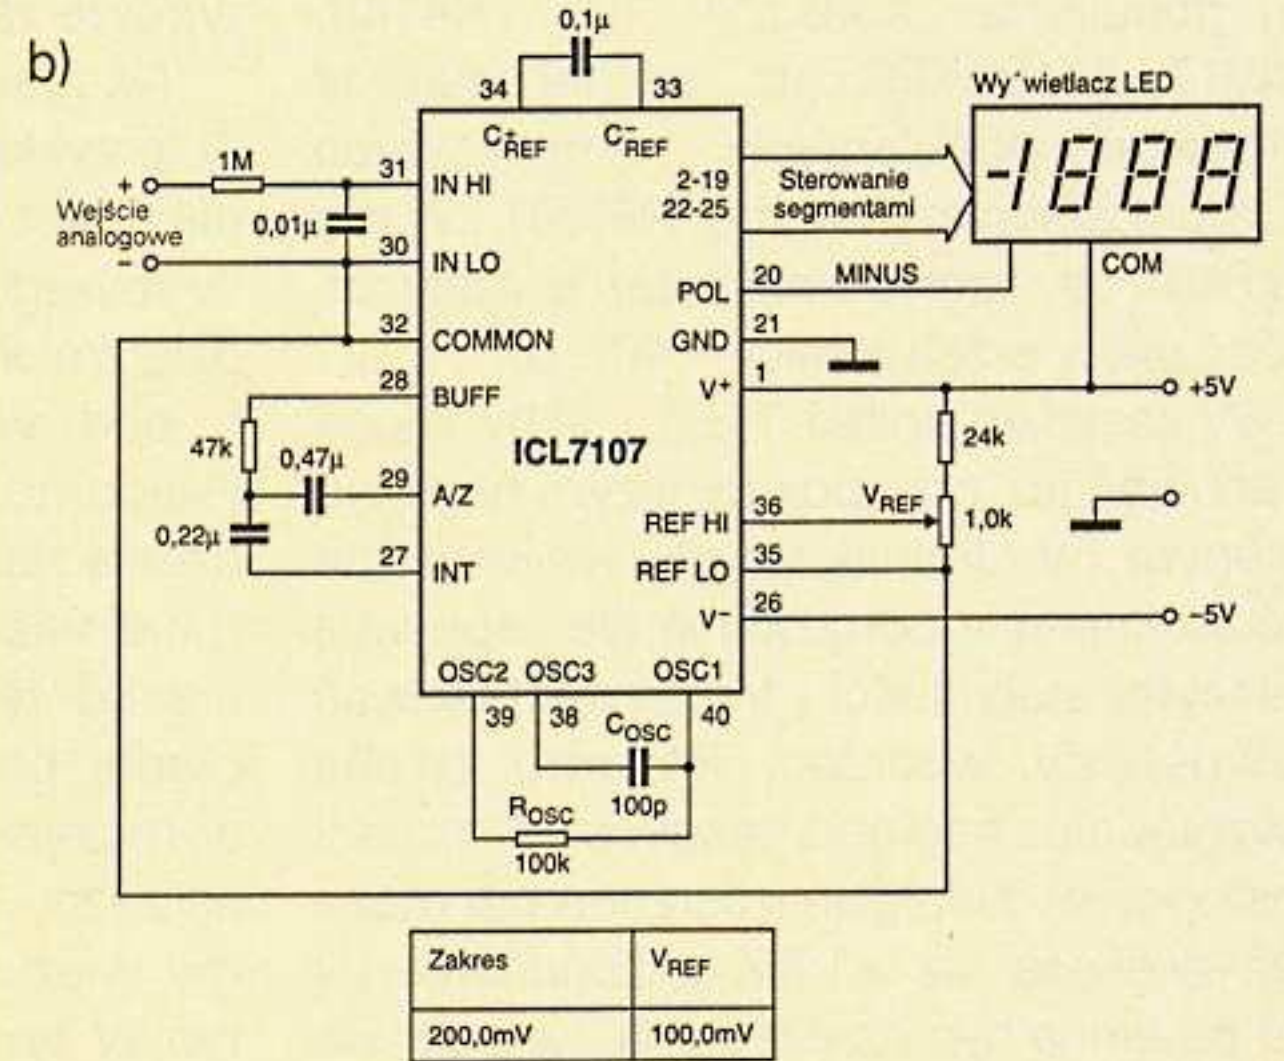 b)
0,1µ
34
33
C⁺REF
C⁻REF
Wy´wietlacz LED
-1888
1M
31
IN HI
2-19
22-25
Sterowanie
segmentami
+
Wejście
analogowe
-
0,01µ
30
IN LO
POL
20
MINUS
COM
32
COMMON
GND
21
28
BUFF
V⁺
1
+5V
47k
0,47µ
ICL7107
24k
29
A/Z
VREF
REF HI
36
1,0k
0,22µ
27
INT
REF LO
35
V⁻
26
-5V
OSC2
OSC3
OSC1
39
38
COSC
40
100p
ROSC
100k
Zakres VREF
200,0mV 100,0mV